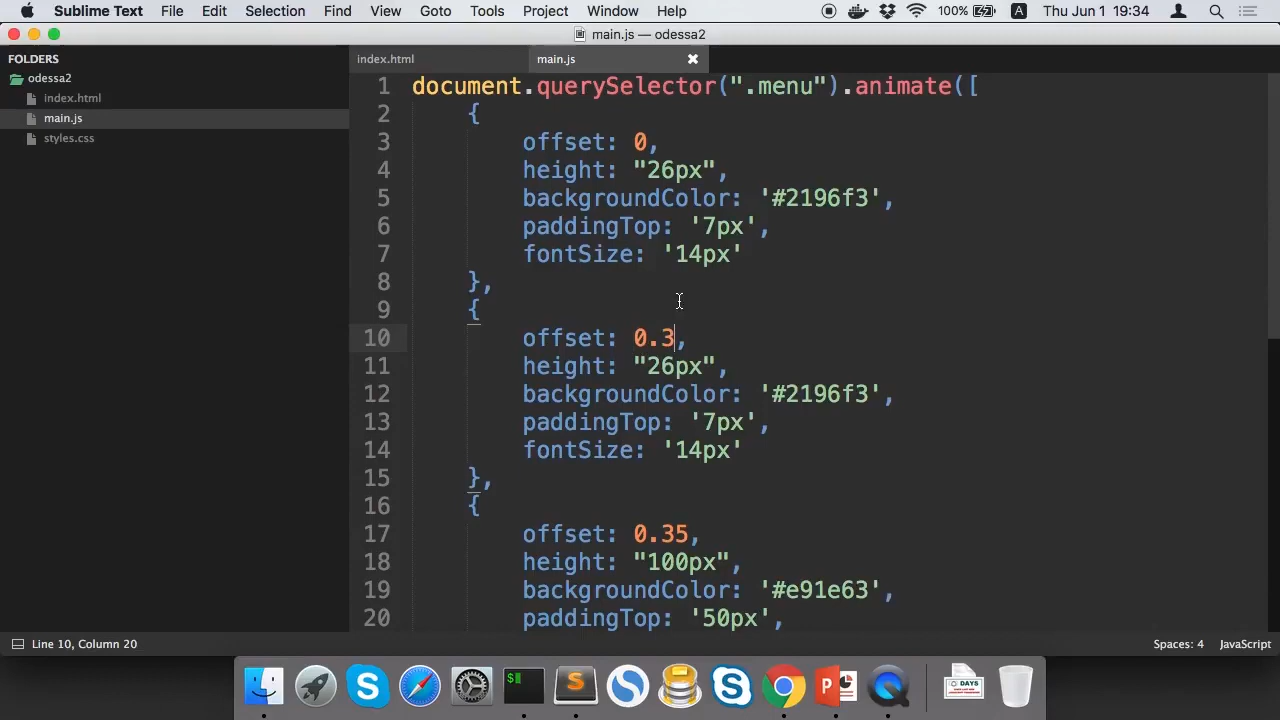 Sublime Text File Edit Selection Find View Goto Tools Project Window Help 100% A Thu Jun 1 19:34
main.js — odessa2
FOLDERS
odessa2
index.html
main.js
styles.css
index.html main.js
1 document.querySelector(".menu").animate([
2 {
3 offset: 0,
4 height: "26px",
5 backgroundColor: '#2196f3',
6 paddingTop: '7px',
7 fontSize: '14px'
8 },
9 {
10 offset: 0.3,
11 height: "26px",
12 backgroundColor: '#2196f3',
13 paddingTop: '7px',
14 fontSize: '14px'
15 },
16 {
17 offset: 0.35,
18 height: "100px",
19 backgroundColor: '#e91e63',
20 paddingTop: '50px',
Line 10, Column 20 Spaces: 4 JavaScript
DAYS